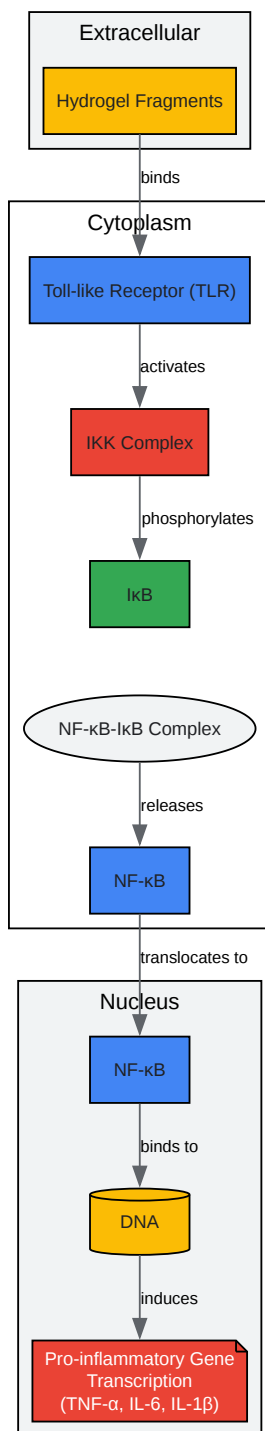 Extracellular
Hydrogel Fragments
binds
Cytoplasm
Toll-like Receptor (TLR)
activates
IKK Complex
phosphorylates
IκB
NF-κB-IκB Complex
releases
NF-κB
translocates to
Nucleus
NF-κB
binds to
DNA
induces
Pro-inflammatory Gene
Transcription
(TNF-α, IL-6, IL-1β)